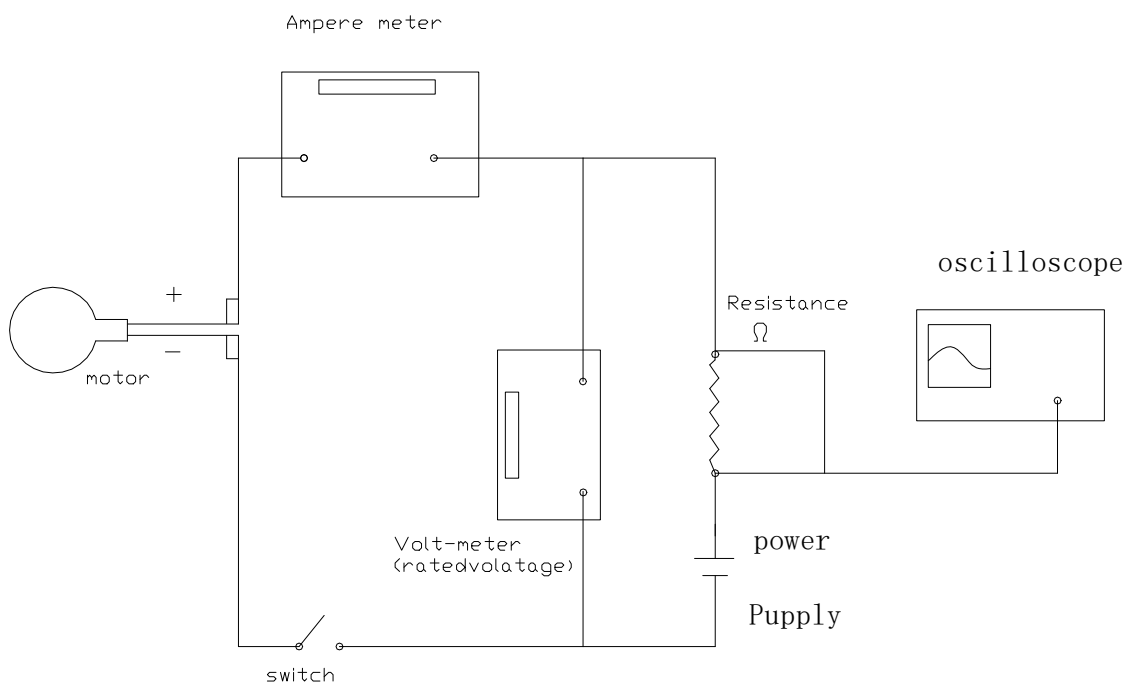 Ampere meter
oscilloscope
+
Resistance
Ω
−
motor
Volt-meter
(ratedvolatage)
power
Pupply
switch